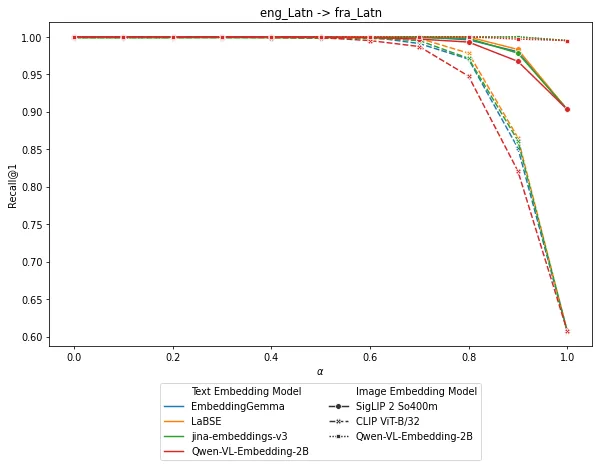 eng_Latn -> fra_Latn
1.00
0.95
0.90
0.85
0.80
0.75
0.70
0.65
0.60
Recall@1
0.0 0.2 0.4 0.6 0.8 1.0
α
Text Embedding Model Image Embedding Model
EmbeddingGemma SigLIP 2 So400m
LaBSE CLIP ViT-B/32
jina-embeddings-v3 Qwen-VL-Embedding-2B
Qwen-VL-Embedding-2B